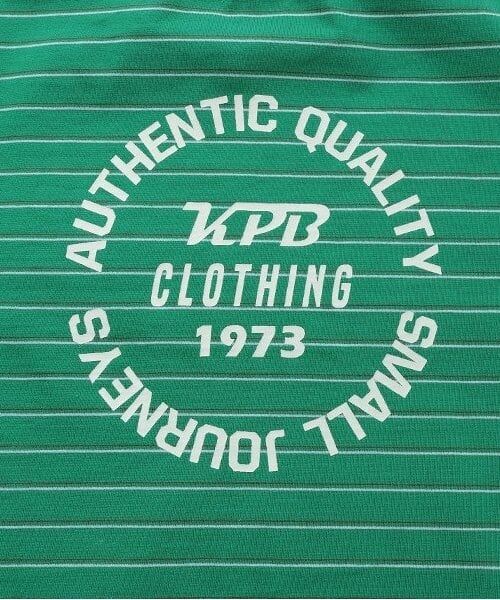 AUTHENTIC QUALITY
KPB
CLOTHING
1973
SMALL JOURNEYS